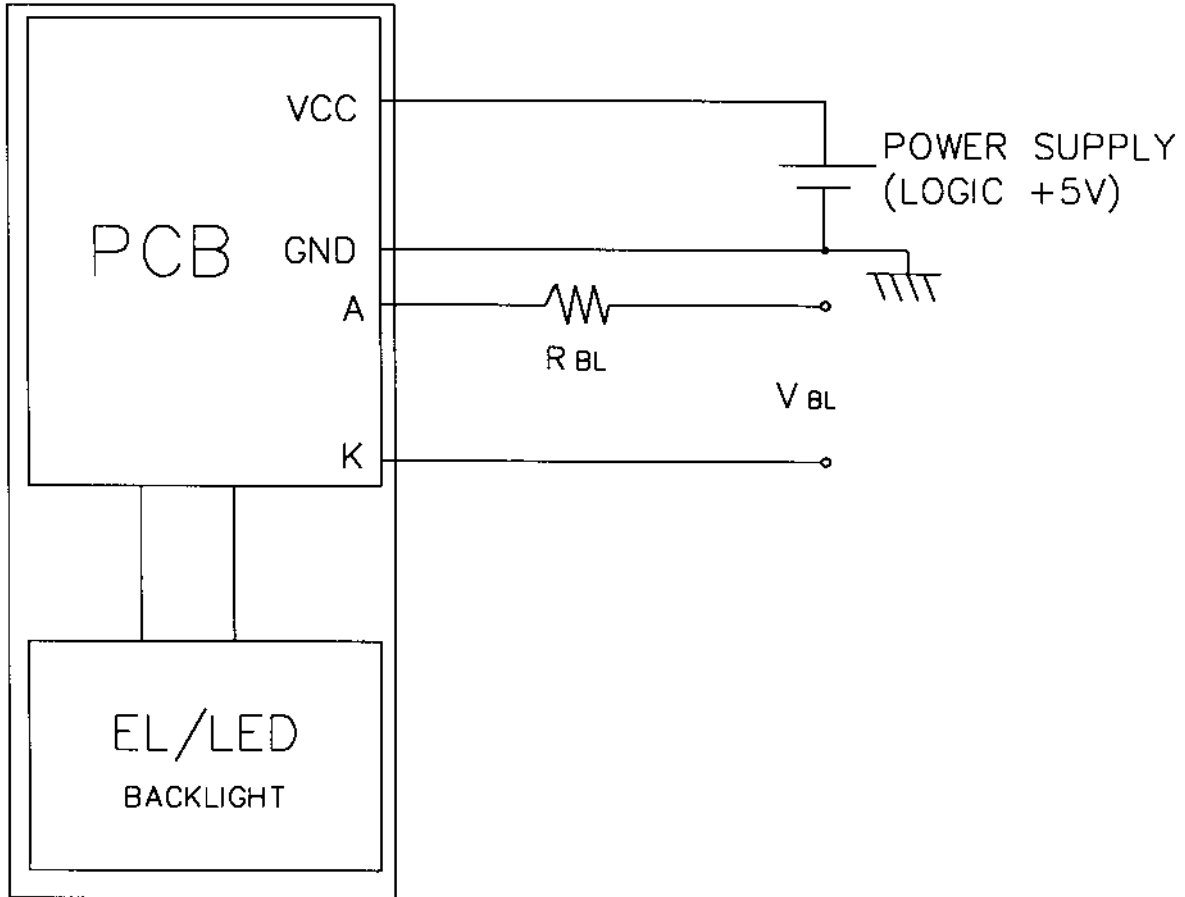 VCC
POWER SUPPLY
(LOGIC +5V)
PCB
GND
A
R BL
V BL
K
EL/LED
BACKLIGHT